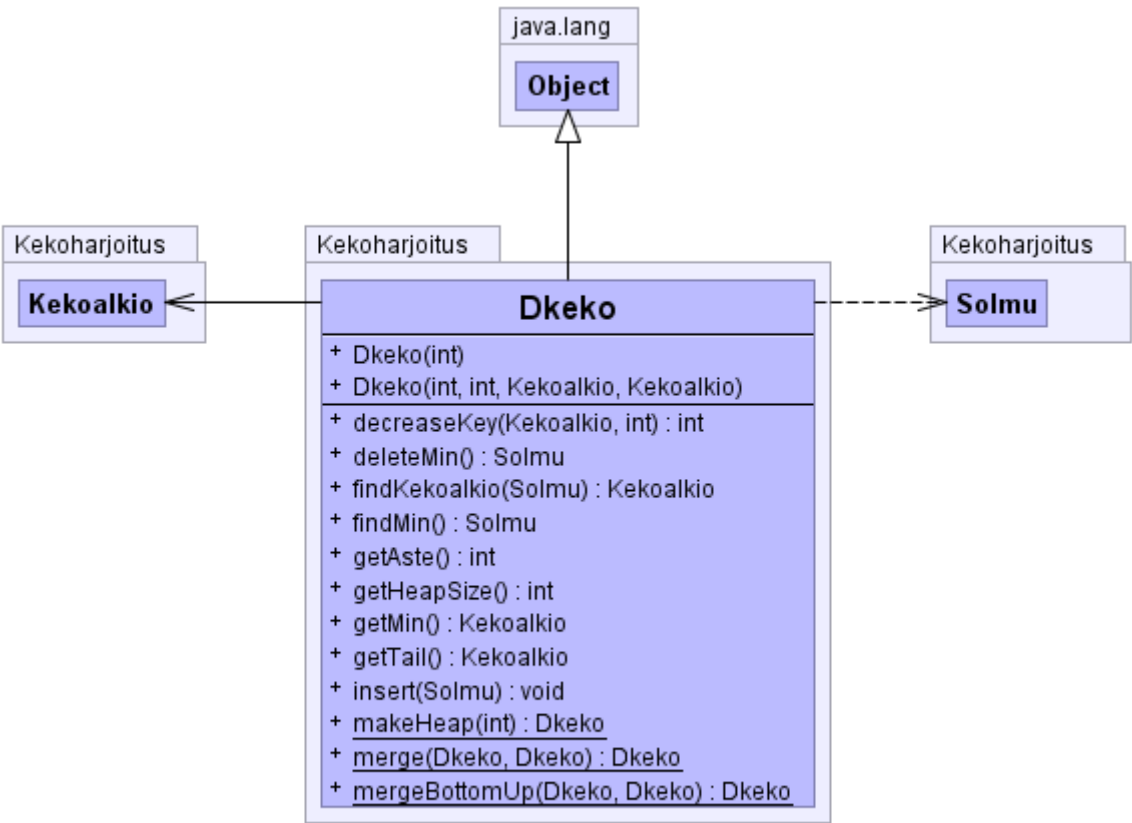 java.lang
Object
Kekoharjoitus
Kekoalkio
Kekoharjoitus
Dkeko
+ Dkeko(int)
+ Dkeko(int, int, Kekoalkio, Kekoalkio)
+ decreaseKey(Kekoalkio, int) : int
+ deleteMin() : Solmu
+ findKekoalkio(Solmu) : Kekoalkio
+ findMin() : Solmu
+ getAste() : int
+ getHeapSize() : int
+ getMin() : Kekoalkio
+ getTail() : Kekoalkio
+ insert(Solmu) : void
+ makeHeap(int) : Dkeko
+ merge(Dkeko, Dkeko) : Dkeko
+ mergeBottomUp(Dkeko, Dkeko) : Dkeko
Kekoharjoitus
Solmu